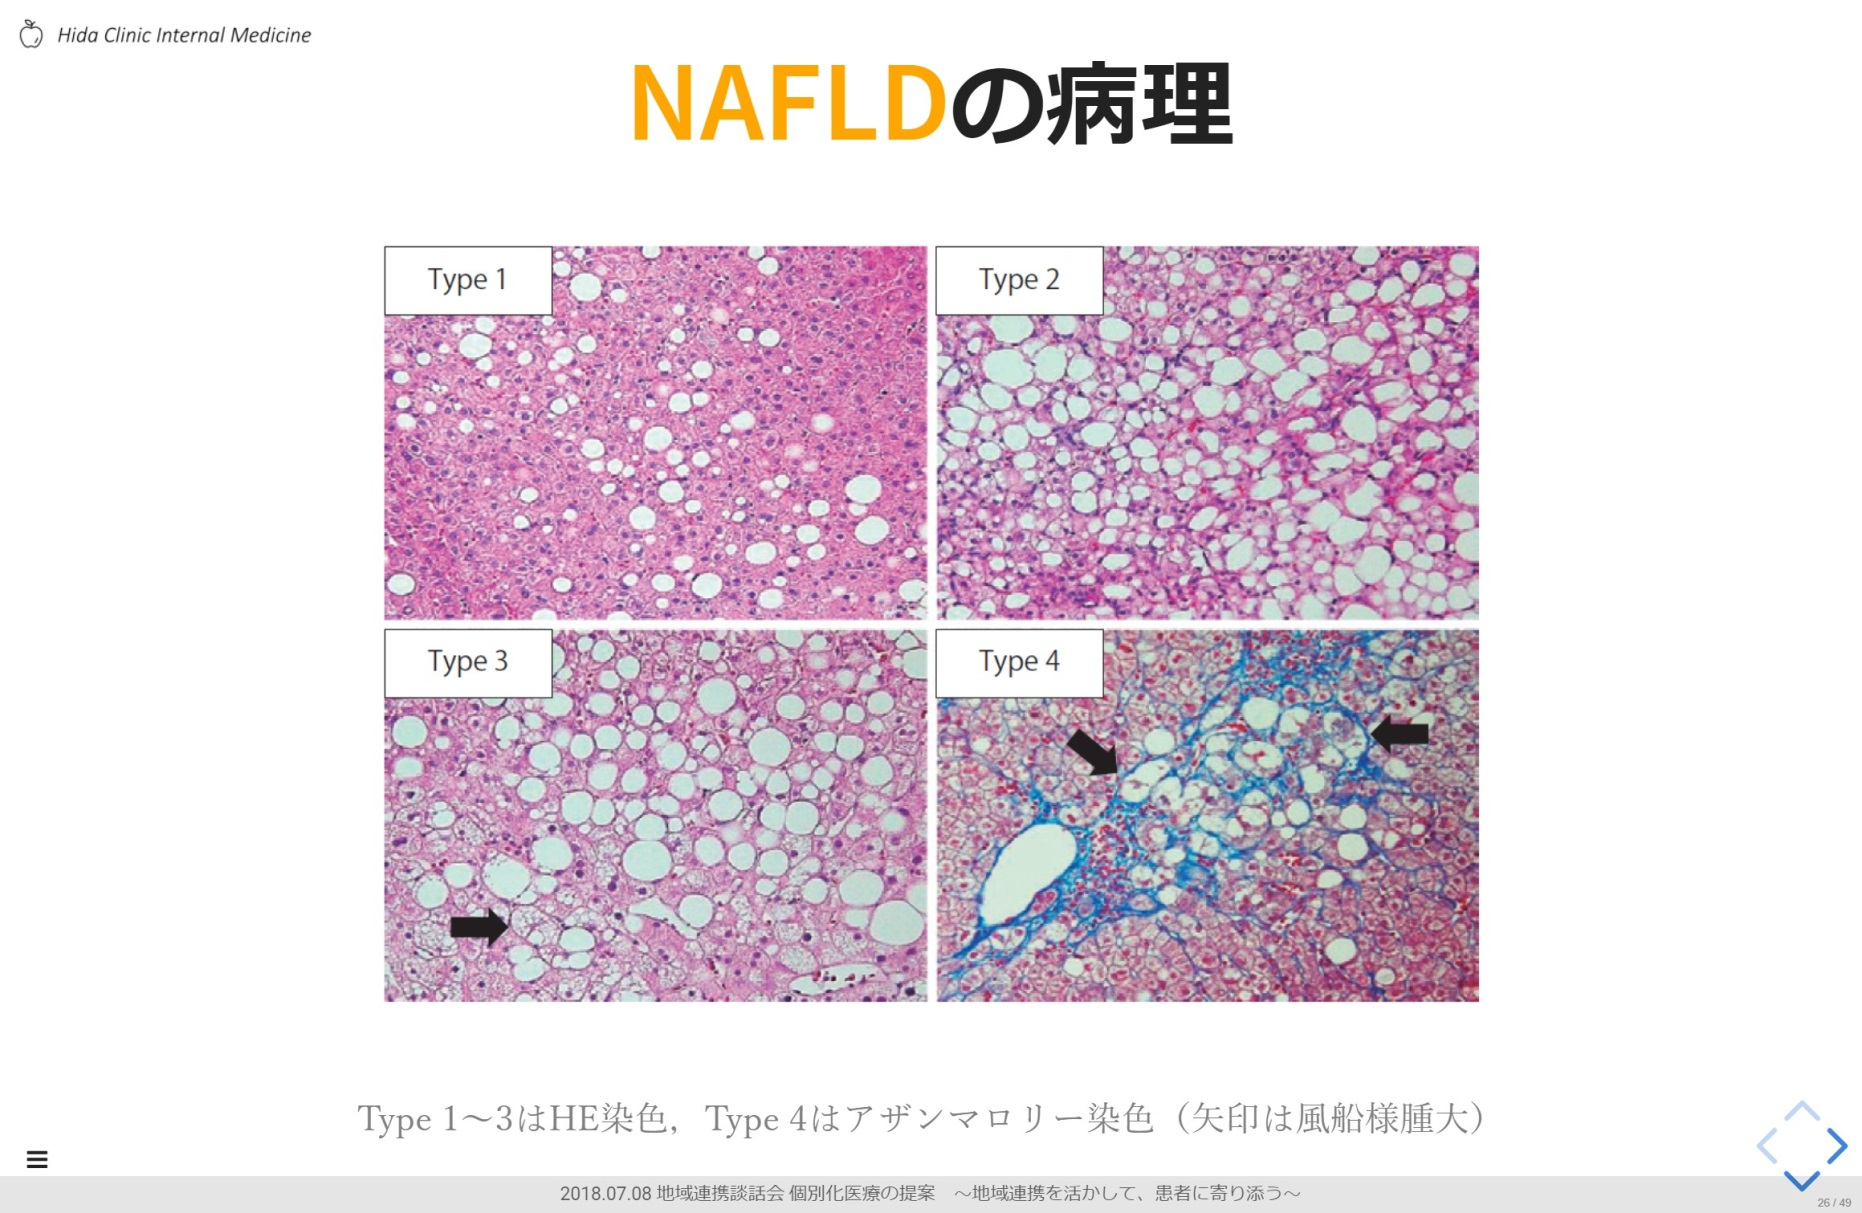 Hida Clinic Internal Medicine
NAFLDの病理
Type 1
Type 2
Type 3
Type 4
Type 1〜3はHE染色，Type 4はアザンマロリー染色（矢印は風船様腫大）
2018.07.08 地域連携談話会 個別化医療の提案　〜地域連携を活かして、患者に寄り添う〜
26 / 49